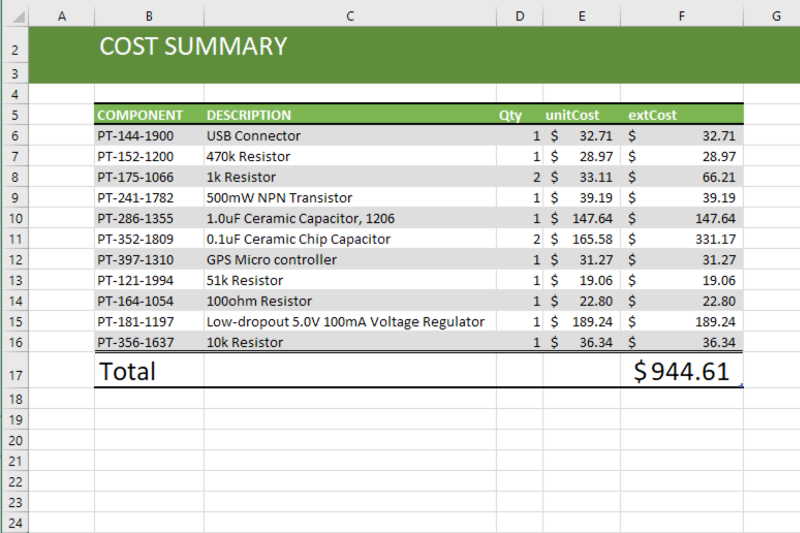 A B C D E F G
2 COST SUMMARY
3
4
5 COMPONENT DESCRIPTION Qty unitCost extCost
6 PT-144-1900 USB Connector 1 $ 32.71 $ 32.71
7 PT-152-1200 470k Resistor 1 $ 28.97 $ 28.97
8 PT-175-1066 1k Resistor 2 $ 33.11 $ 66.21
9 PT-241-1782 500mW NPN Transistor 1 $ 39.19 $ 39.19
10 PT-286-1355 1.0uF Ceramic Capacitor, 1206 1 $ 147.64 $ 147.64
11 PT-352-1809 0.1uF Ceramic Chip Capacitor 2 $ 165.58 $ 331.17
12 PT-397-1310 GPS Micro controller 1 $ 31.27 $ 31.27
13 PT-121-1994 51k Resistor 1 $ 19.06 $ 19.06
14 PT-164-1054 100ohm Resistor 1 $ 22.80 $ 22.80
15 PT-181-1197 Low-dropout 5.0V 100mA Voltage Regulator 1 $ 189.24 $ 189.24
16 PT-356-1637 10k Resistor 1 $ 36.34 $ 36.34
17 Total $944.61
18
19
20
21
22
23
24